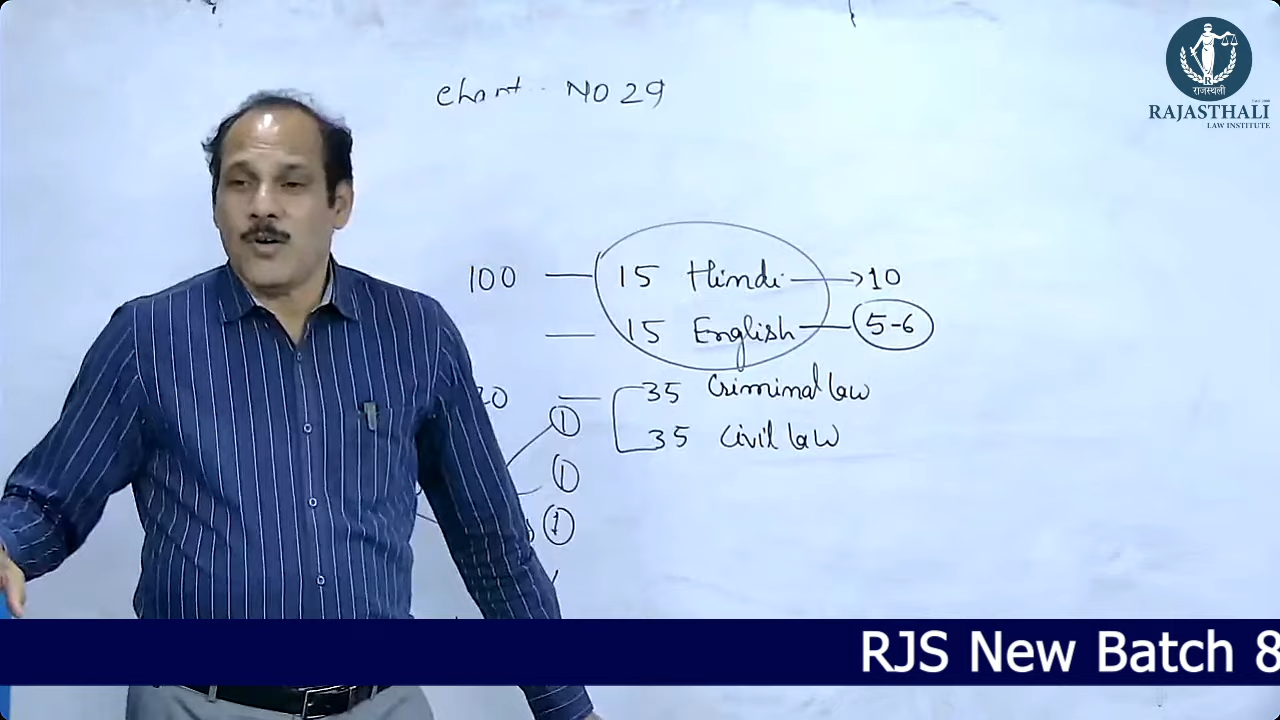 Chart NO 29
राजस्थली
RAJASTHALI
LAW INSTITUTE
100 — 15 Hindi → 10
— 15 English — 5-6
— 35 Criminal law
35 Civil law
1
1
1
RJS New Batch 8